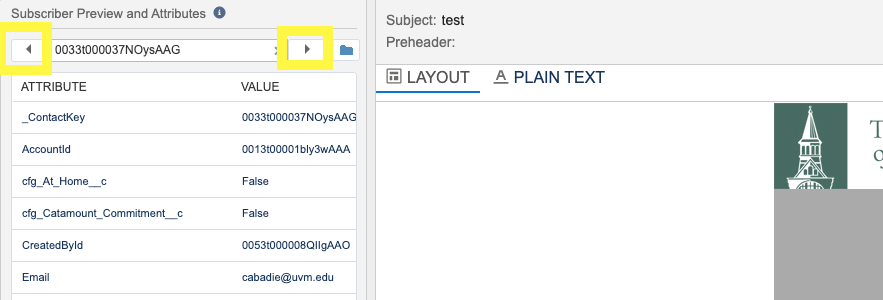 Subscriber Preview and Attributes
0033t000037NOysAAG
ATTRIBUTE VALUE
_ContactKey 0033t000037NOysAAG
AccountId 0013t00001bly3wAAA
cfg_At_Home__c False
cfg_Catamount_Commitment__c False
CreatedById 0053t000008QIIgAAO
Email cabadie@uvm.edu
Subject: test
Preheader:
LAYOUT PLAIN TEXT